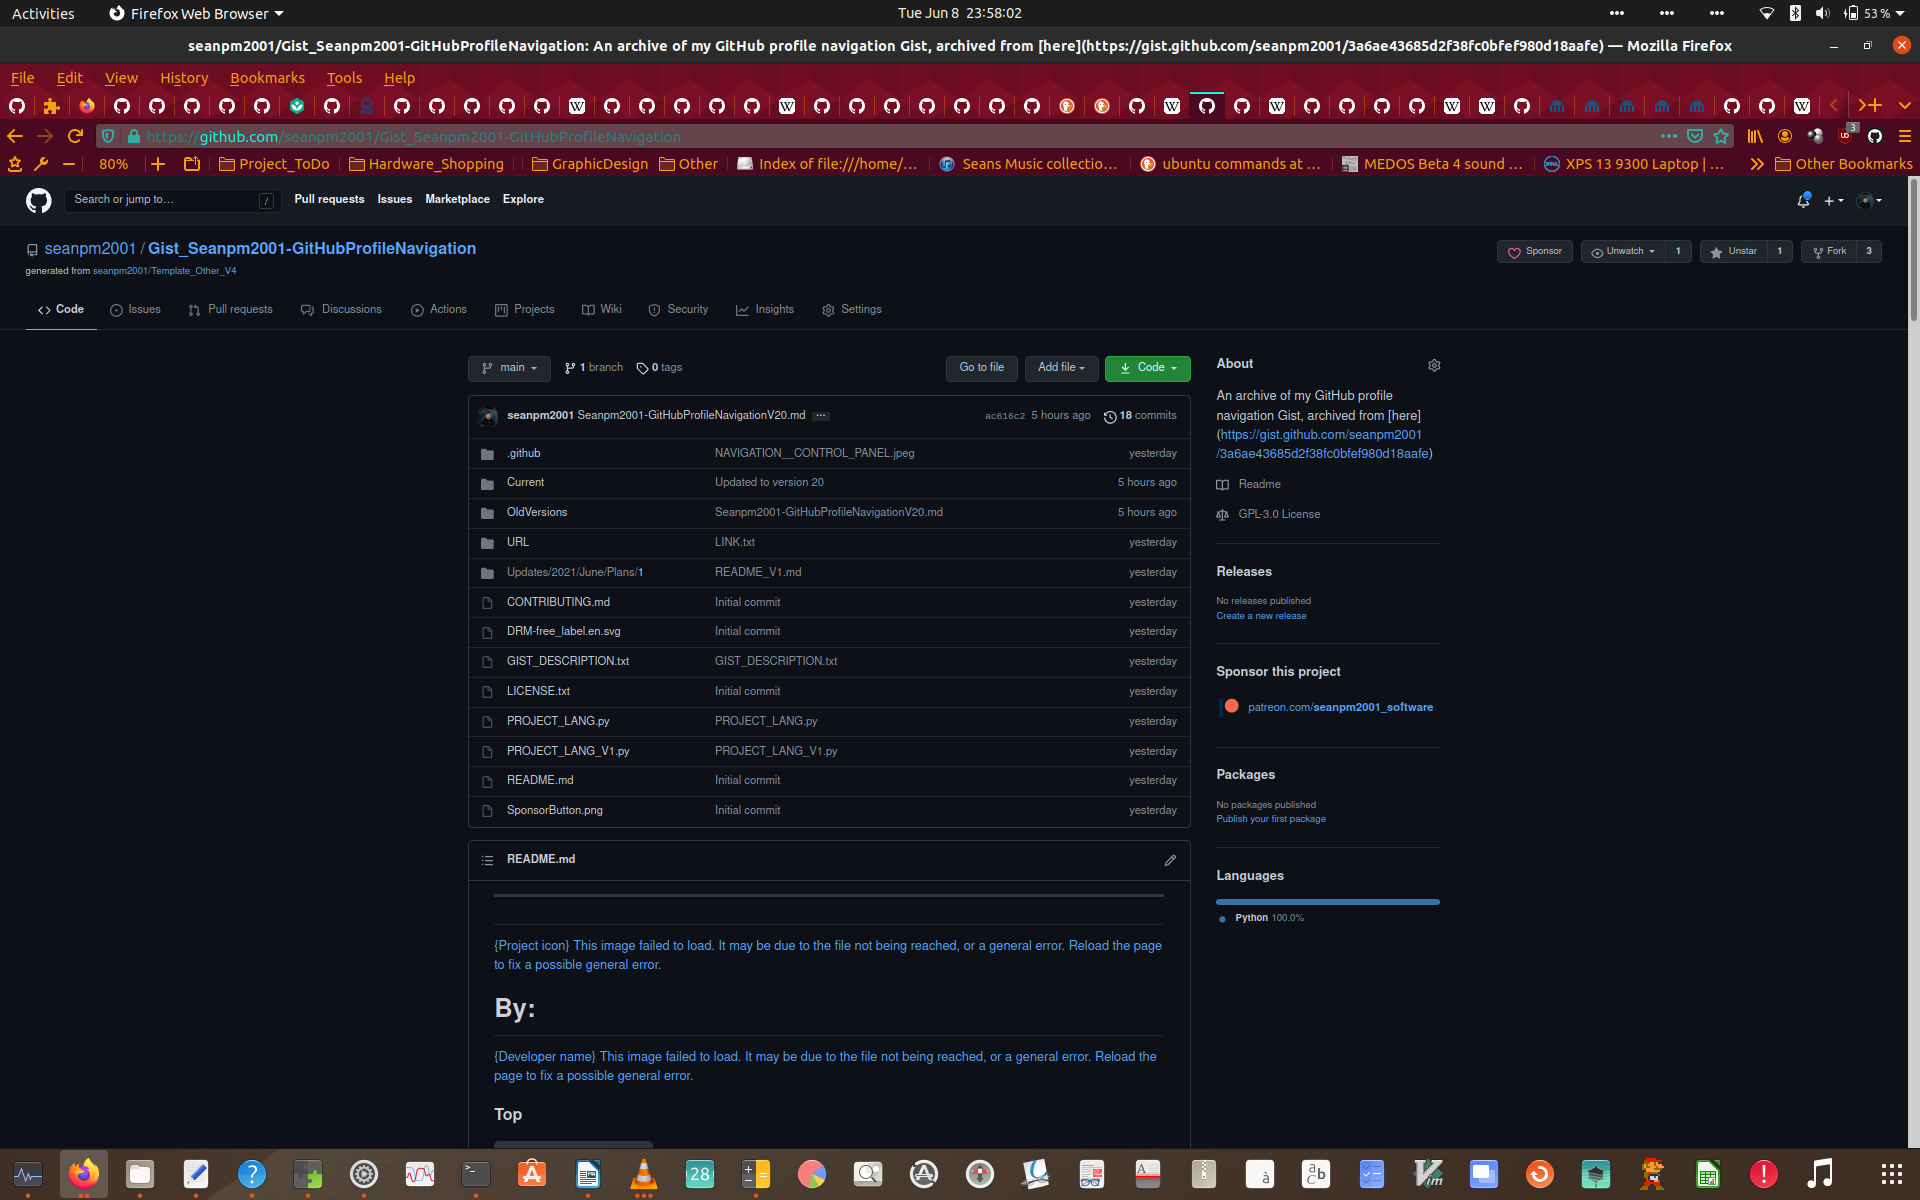 Activities Firefox Web Browser Tue Jun 8 23:58:02 53 %
seanpm2001/Gist_Seanpm2001-GitHubProfileNavigation: An archive of my GitHub profile navigation Gist, archived from [here](https://gist.github.com/seanpm2001/3a6ae43685d2f38fc0bfef980d18aafe) — Mozilla Firefox
File Edit View History Bookmarks Tools Help
https://github.com/seanpm2001/Gist_Seanpm2001-GitHubProfileNavigation 3
80% Project_ToDo Hardware_Shopping GraphicDesign Other Index of file:///home/… Seans Music collectio… ubuntu commands at … MEDOS Beta 4 sound … XPS 13 9300 Laptop | … Other Bookmarks
Search or jump to… / Pull requests Issues Marketplace Explore
seanpm2001 / Gist_Seanpm2001-GitHubProfileNavigation Sponsor Unwatch 1 Unstar 1 Fork 3
generated from seanpm2001/Template_Other_V4
Code Issues Pull requests Discussions Actions Projects Wiki Security Insights Settings
main 1 branch 0 tags Go to file Add file Code
seanpm2001 Seanpm2001-GitHubProfileNavigationV20.md ac616c2 5 hours ago 18 commits
.github NAVIGATION__CONTROL_PANEL.jpeg yesterday
Current Updated to version 20 5 hours ago
OldVersions Seanpm2001-GitHubProfileNavigationV20.md 5 hours ago
URL LINK.txt yesterday
Updates/2021/June/Plans/1 README_V1.md yesterday
CONTRIBUTING.md Initial commit yesterday
DRM-free_label.en.svg Initial commit yesterday
GIST_DESCRIPTION.txt GIST_DESCRIPTION.txt yesterday
LICENSE.txt Initial commit yesterday
PROJECT_LANG.py PROJECT_LANG.py yesterday
PROJECT_LANG_V1.py PROJECT_LANG_V1.py yesterday
README.md Initial commit yesterday
SponsorButton.png Initial commit yesterday
README.md
{Project icon} This image failed to load. It may be due to the file not being reached, or a general error. Reload the page
to fix a possible general error.
By:
{Developer name} This image failed to load. It may be due to the file not being reached, or a general error. Reload the
page to fix a possible general error.
Top
About
An archive of my GitHub profile
navigation Gist, archived from [here]
(https://gist.github.com/seanpm2001
/3a6ae43685d2f38fc0bfef980d18aafe)
Readme
GPL-3.0 License
Releases
No releases published
Create a new release
Sponsor this project
patreon.com/seanpm2001_software
Packages
No packages published
Publish your first package
Languages
Python 100.0%
28